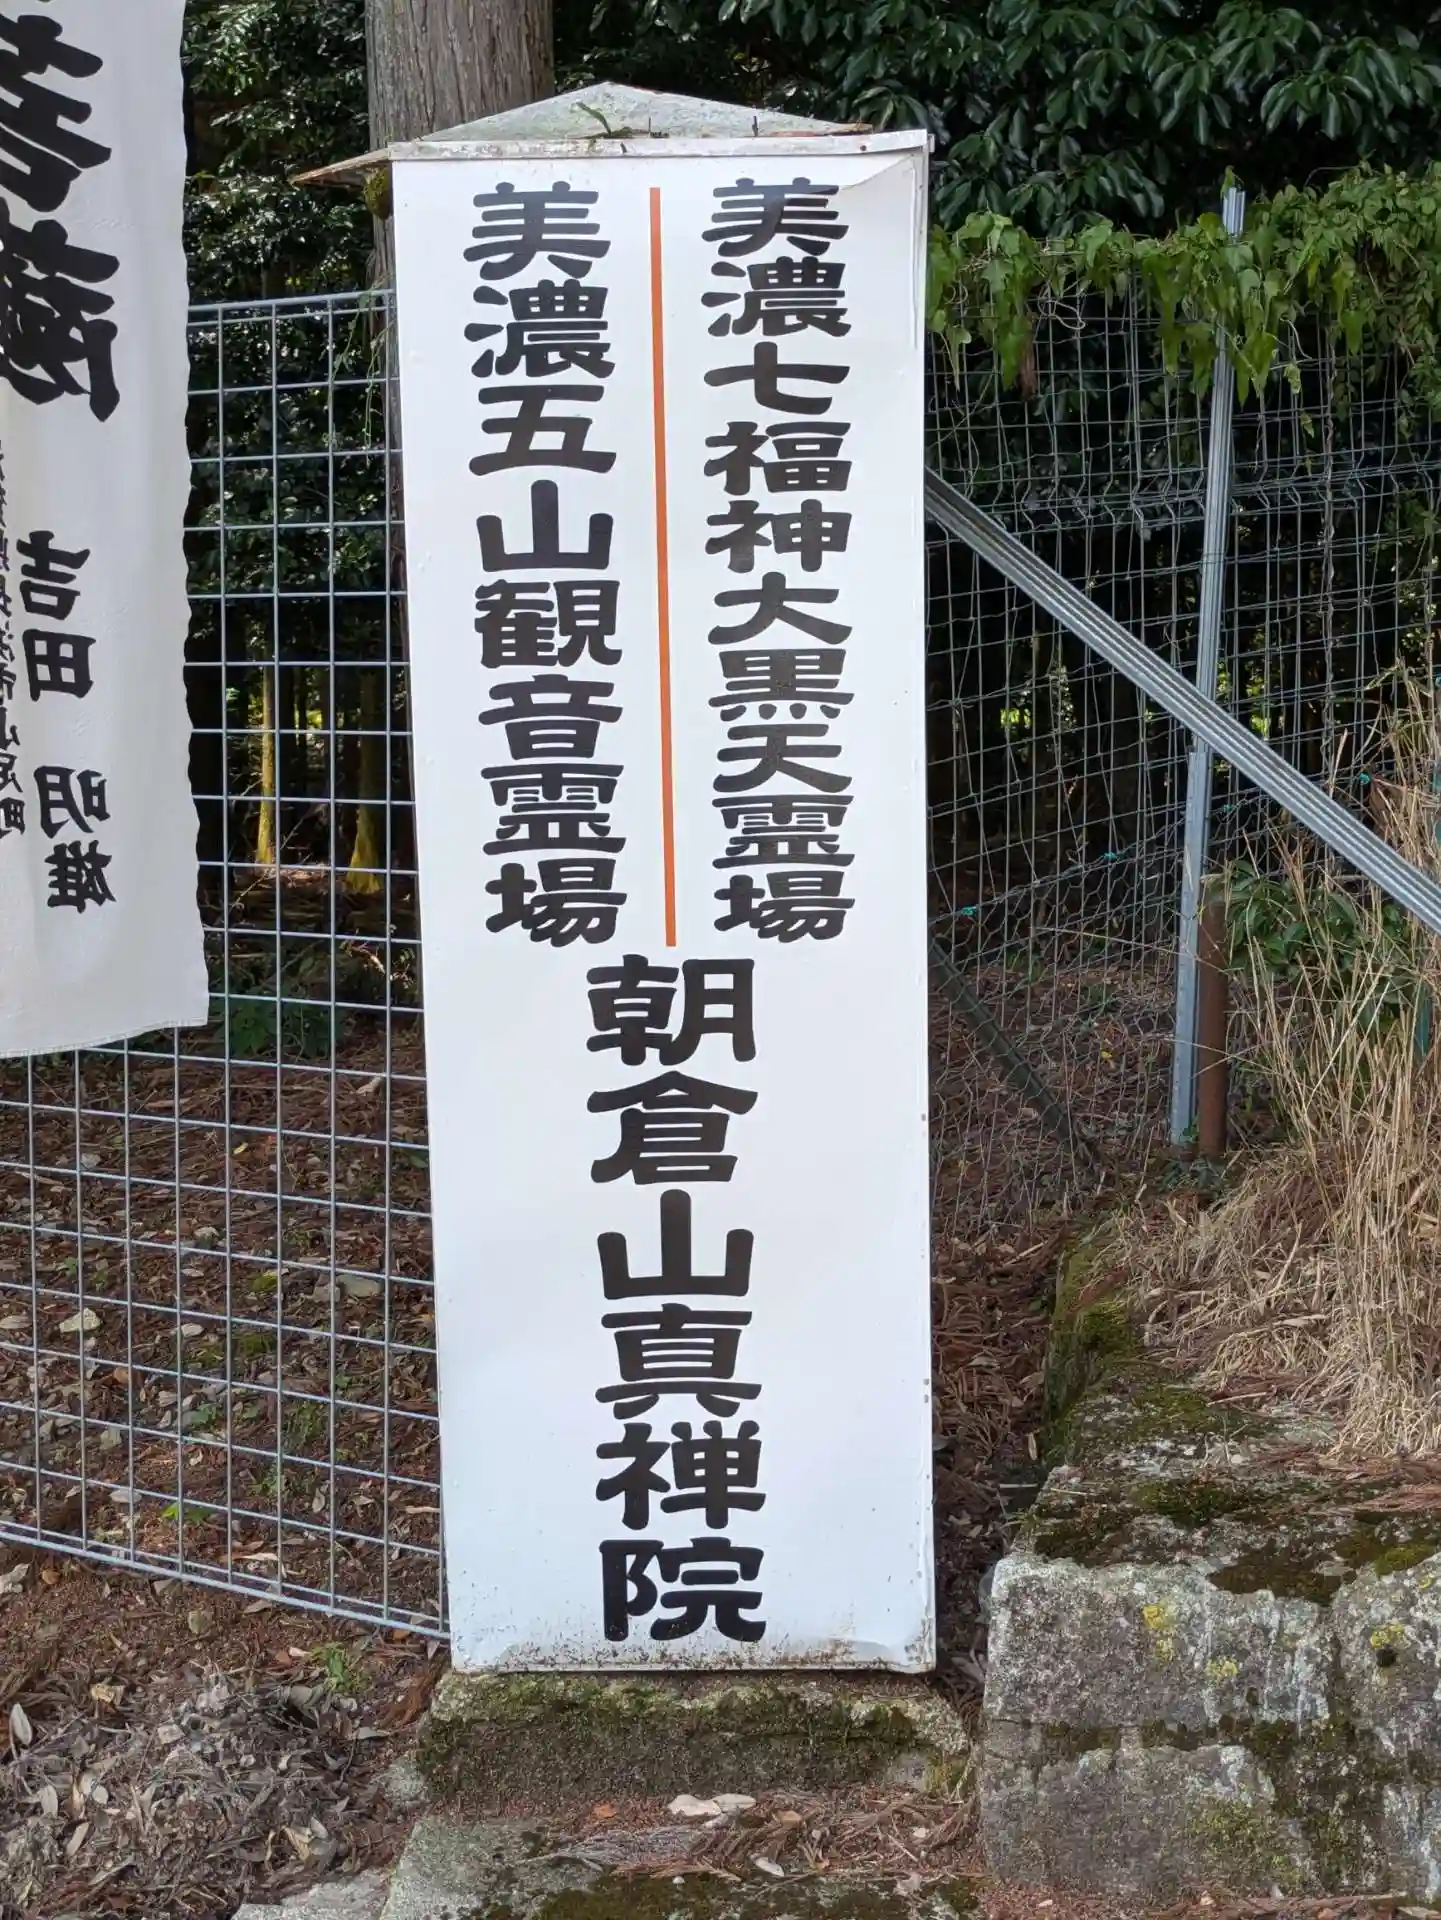 美濃七福神大黒天霊場
美濃五山観音霊場
朝倉山真禅院
吉田 明雄